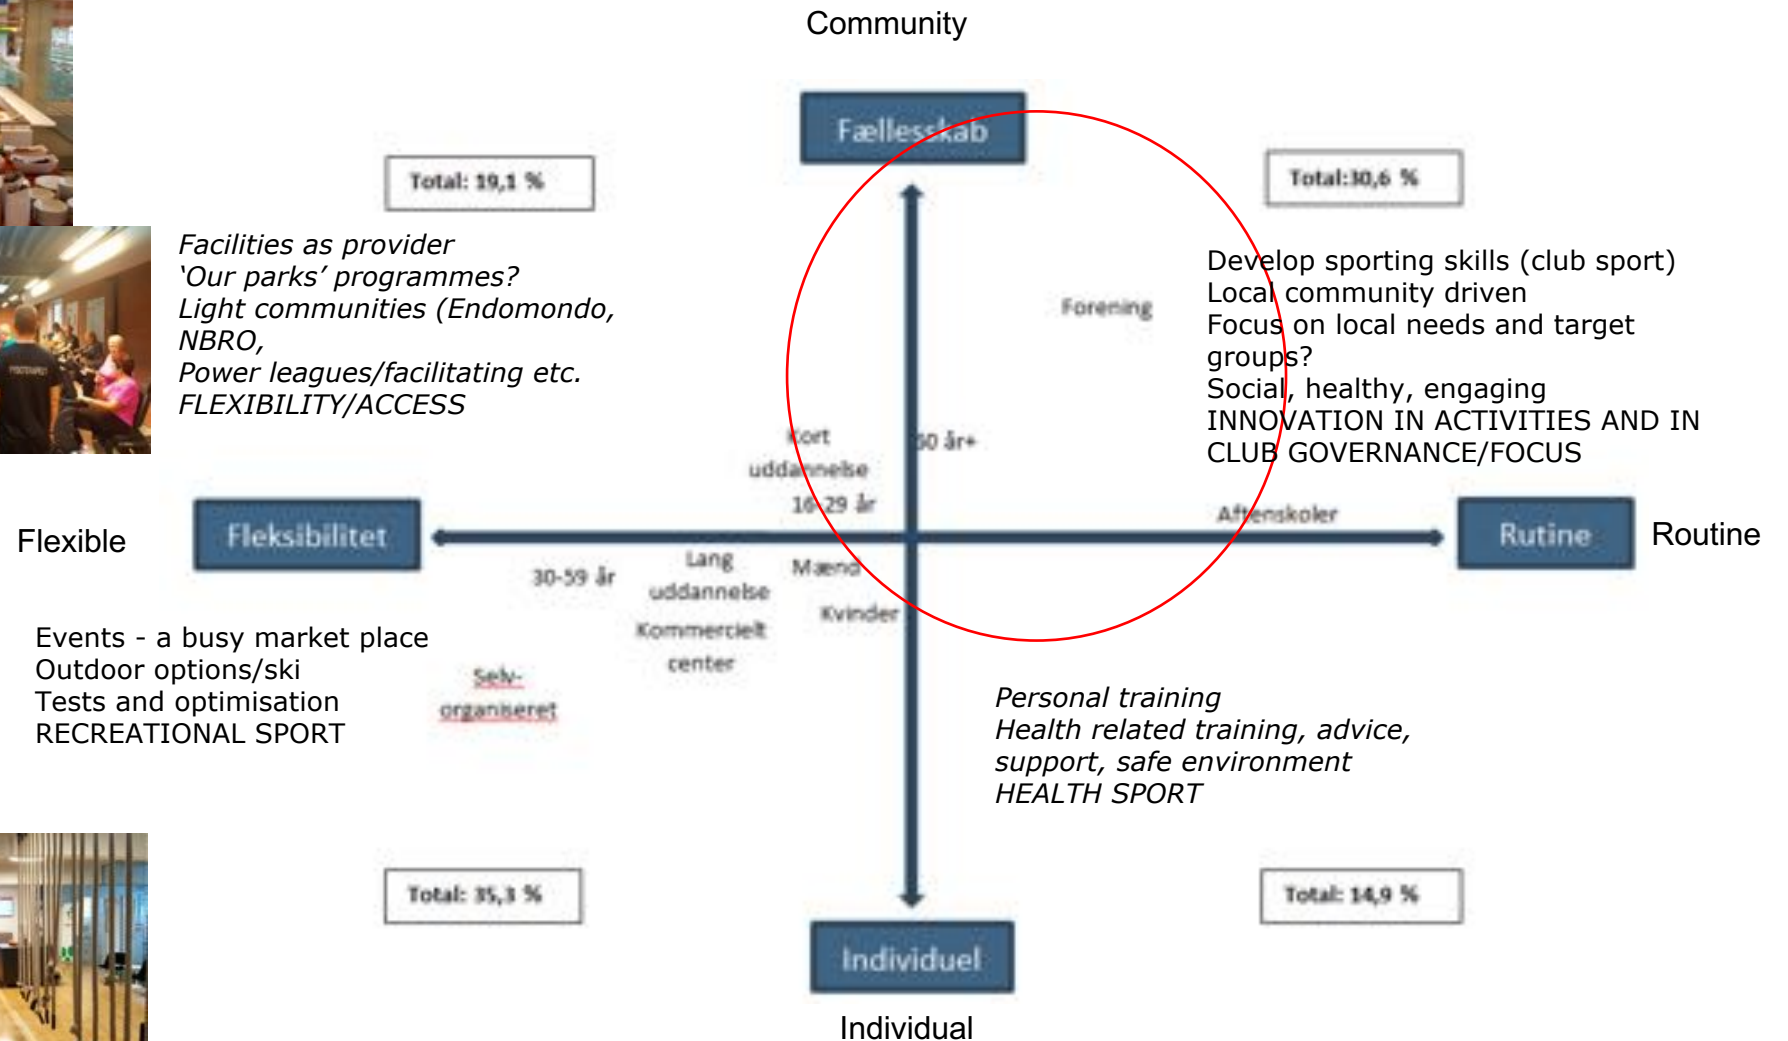 Community
Fællesskab
Total: 19,1 %
Total:30,6 %
Facilities as provider
‘Our parks’ programmes?
Light communities (Endomondo,
NBRO,
Power leagues/facilitating etc.
FLEXIBILITY/ACCESS
Develop sporting skills (club sport)
Local community driven
Focus on local needs and target
groups?
Social, healthy, engaging
INNOVATION IN ACTIVITIES AND IN
CLUB GOVERNANCE/FOCUS
Forening
Kort
uddannelse
60 år+
16-29 år
Aftenskoler
Flexible
Fleksibilitet
Rutine
Routine
30-59 år
Lang
uddannelse
Mænd
Kvinder
Kommercielt
center
Selv-
organiseret
Events - a busy market place
Outdoor options/ski
Tests and optimisation
RECREATIONAL SPORT
Personal training
Health related training, advice,
support, safe environment
HEALTH SPORT
Total: 35,3 %
Total: 14,9 %
Individuel
Individual